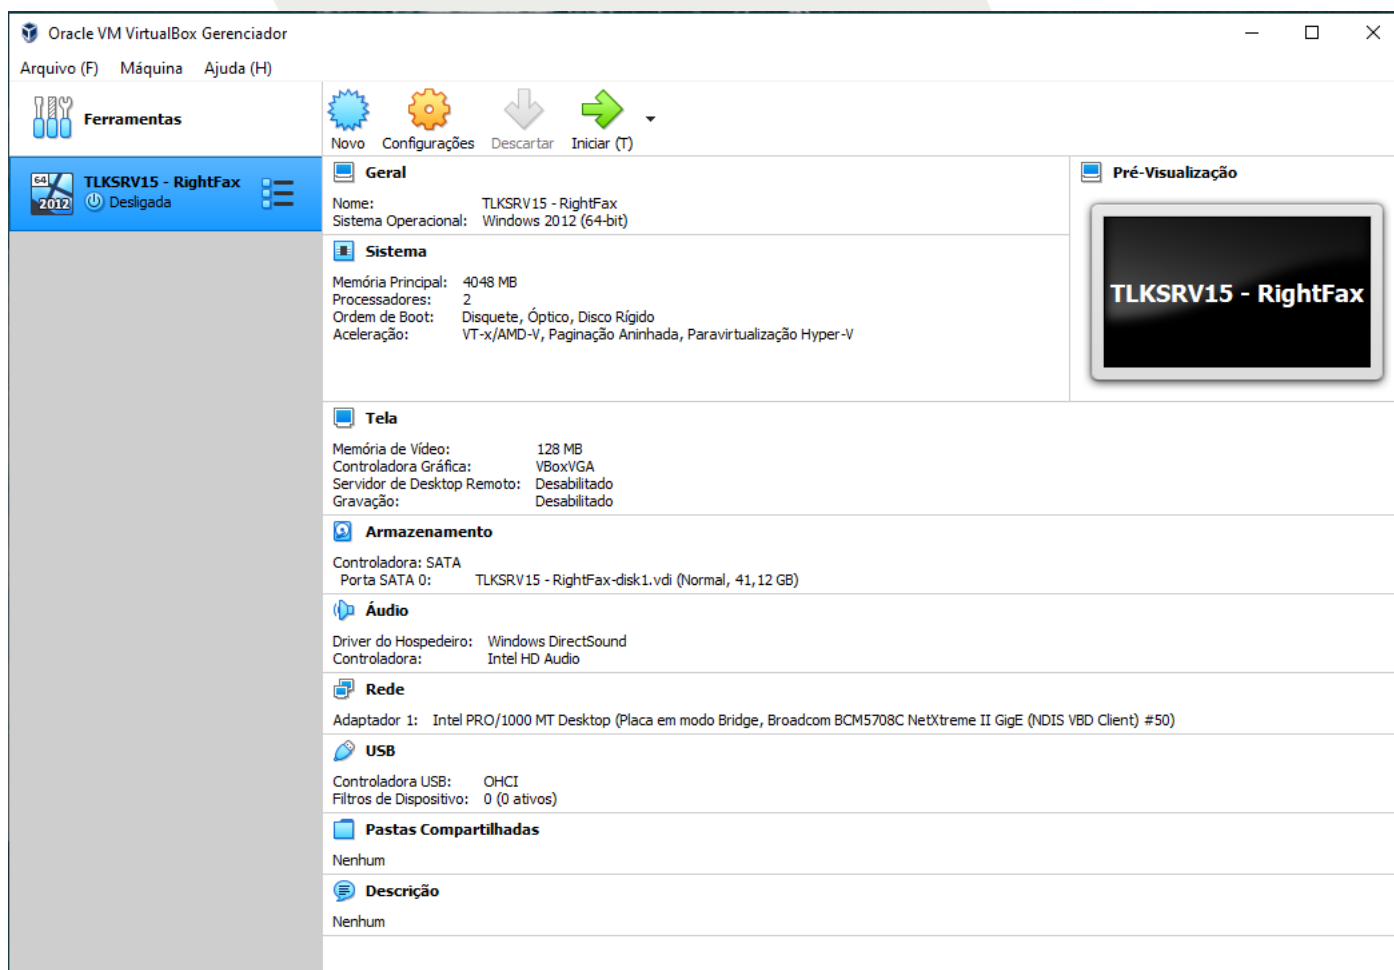 Oracle VM VirtualBox Gerenciador
Arquivo (F) Máquina Ajuda (H)
Ferramentas
Novo Configurações Descartar Iniciar (T)
64
2012
TLKSRV15 - RightFax
Desligada
Geral
Nome: TLKSRV15 - RightFax
Sistema Operacional: Windows 2012 (64-bit)
Pré-Visualização
TLKSRV15 - RightFax
Sistema
Memória Principal: 4048 MB
Processadores: 2
Ordem de Boot: Disquete, Óptico, Disco Rígido
Aceleração: VT-x/AMD-V, Paginação Aninhada, Paravirtualização Hyper-V
Tela
Memória de Vídeo: 128 MB
Controladora Gráfica: VBoxVGA
Servidor de Desktop Remoto: Desabilitado
Gravação: Desabilitado
Armazenamento
Controladora: SATA
Porta SATA 0: TLKSRV15 - RightFax-disk1.vdi (Normal, 41,12 GB)
Áudio
Driver do Hospedeiro: Windows DirectSound
Controladora: Intel HD Audio
Rede
Adaptador 1: Intel PRO/1000 MT Desktop (Placa em modo Bridge, Broadcom BCM5708C NetXtreme II GigE (NDIS VBD Client) #50)
USB
Controladora USB: OHCI
Filtros de Dispositivo: 0 (0 ativos)
Pastas Compartilhadas
Nenhum
Descrição
Nenhum